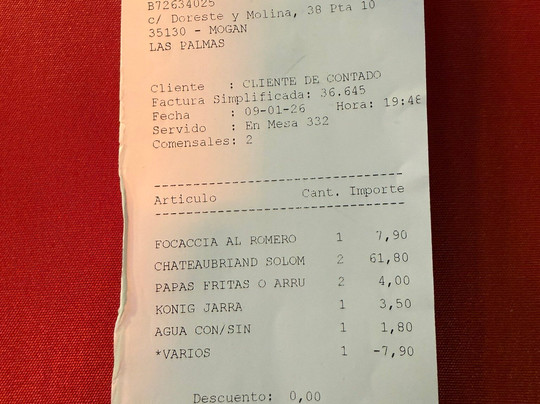 B72634025
c/ Doreste y Molina, 38 Pta 10
35130 - MOGAN
LAS PALMAS
Cliente : CLIENTE DE CONTADO
Factura Simplificada: 36.645
Fecha : 09-01-26 Hora: 19:48
Servido : En Mesa 332
Comensales: 2
Articulo Cant. Importe
FOCACCIA AL ROMERO 1 7,90
CHATEAUBRIAND SOLOM 2 61,80
PAPAS FRITAS O ARRU 2 4,00
KONIG JARRA 1 3,50
AGUA CON/SIN 1 1,80
*VARIOS 1 -7,90
Descuento: 0,00